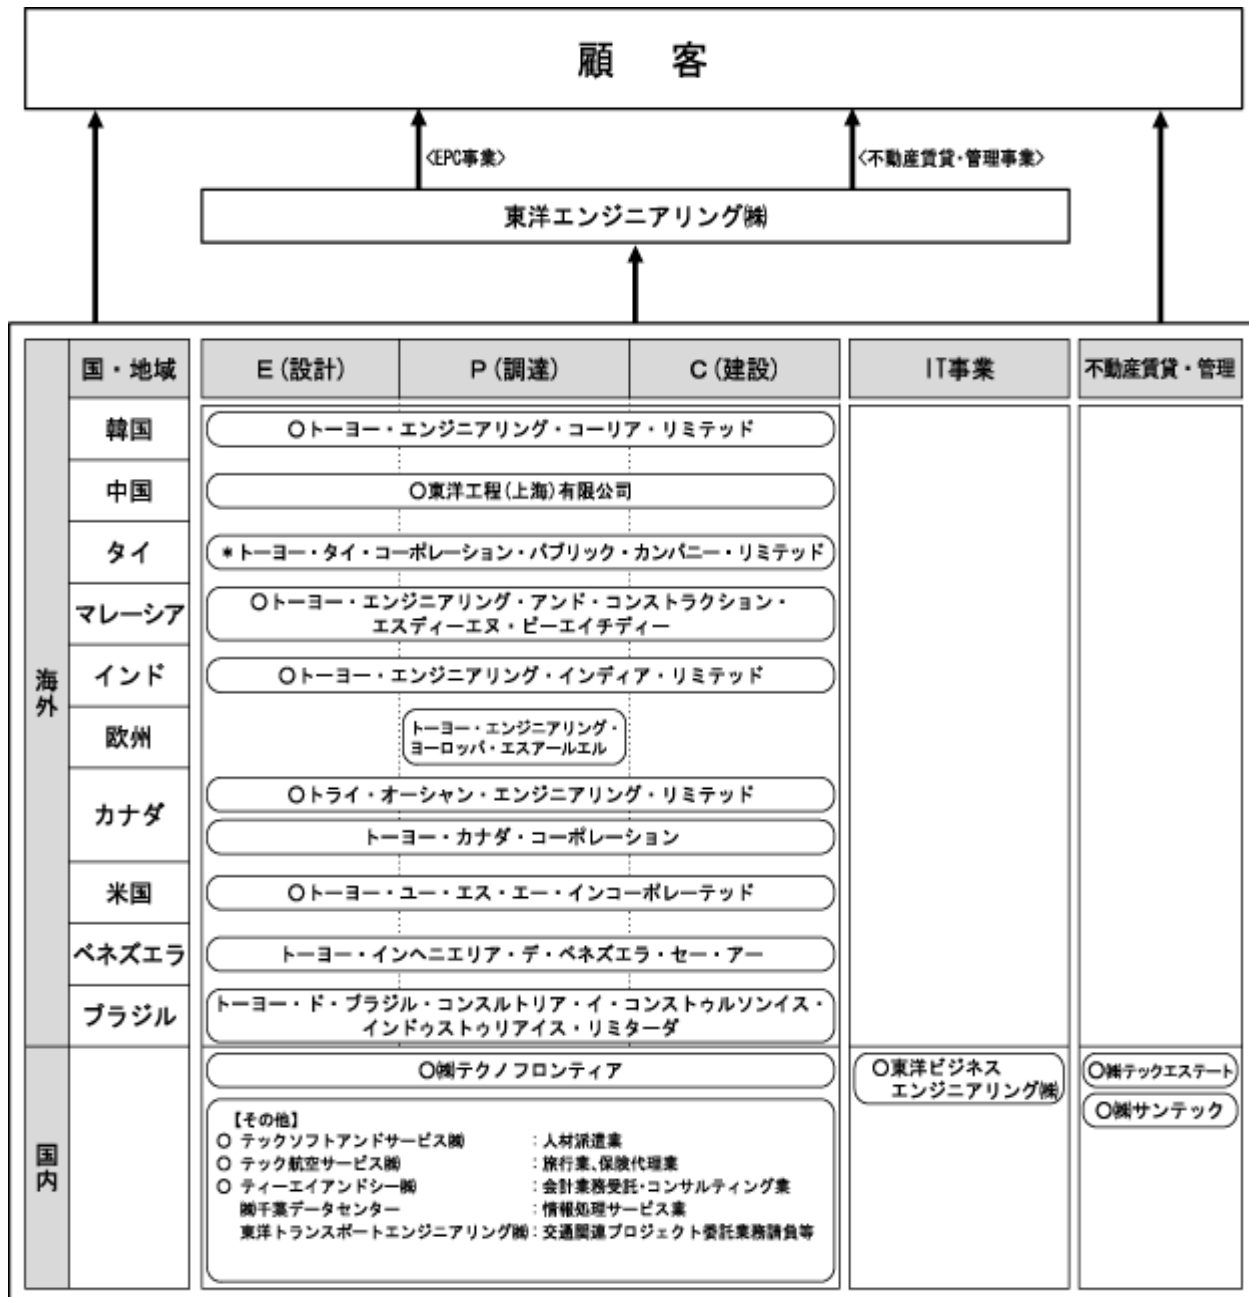 顧　客
〈EPC事業〉
〈不動産賃貸・管理事業〉
東洋エンジニアリング㈱
国・地域
E(設計)
P(調達)
C(建設)
IT事業
不動産賃貸・管理
海外
韓国
〇トーヨー・エンジニアリング・コーリア・リミテッド
中国
〇東洋工程(上海)有限公司
タイ
＊トーヨー・タイ・コーポレーション・パブリック・カンパニー・リミテッド
マレーシア
〇トーヨー・エンジニアリング・アンド・コンストラクション・
エスディーエヌ・ビーエイチディー
インド
〇トーヨー・エンジニアリング・インディア・リミテッド
欧州
トーヨー・エンジニアリング・
ヨーロッパ・エスアールエル
カナダ
〇トライ・オーシャン・エンジニアリング・リミテッド
トーヨー・カナダ・コーポレーション
米国
〇トーヨー・ユー・エス・エー・インコーポレーテッド
ベネズエラ
トーヨー・インヘニエリア・デ・ベネズエラ・セー・アー
ブラジル
トーヨー・ド・ブラジル・コンスルトリア・イ・コンストゥルソンイス・
インドゥストゥリアイス・リミターダ
国内
〇㈱テクノフロンティア
〇東洋ビジネス
エンジニアリング㈱
〇㈱テックエステート
〇㈱サンテック
【その他】
〇 テックソフトアンドサービス㈱　：人材派遣業
〇 テック航空サービス㈱　：旅行業、保険代理業
〇 ティーエイアンドシー㈱　：会計業務受託・コンサルティング業
㈱千葉データセンター　：情報処理サービス業
東洋トランスポートエンジニアリング㈱：交通関連プロジェクト委託業務請負等